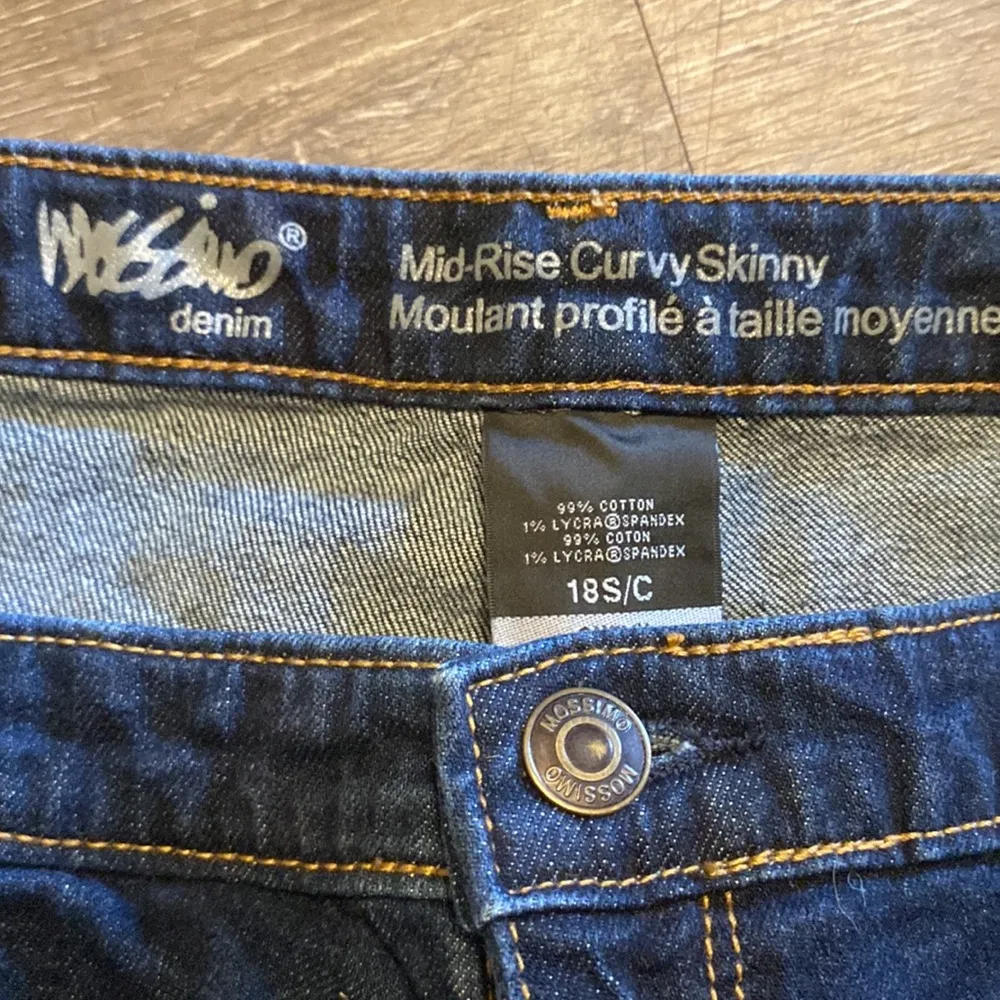 mossimo®
denim
Mid-Rise Curvy Skinny
Moulant profilé à taille moyenne
99% COTTON
1% LYCRA®SPANDEX
99% COTON
1% LYCRA®SPANDEX
18S/C
MOSSIMO
MOSSIMO